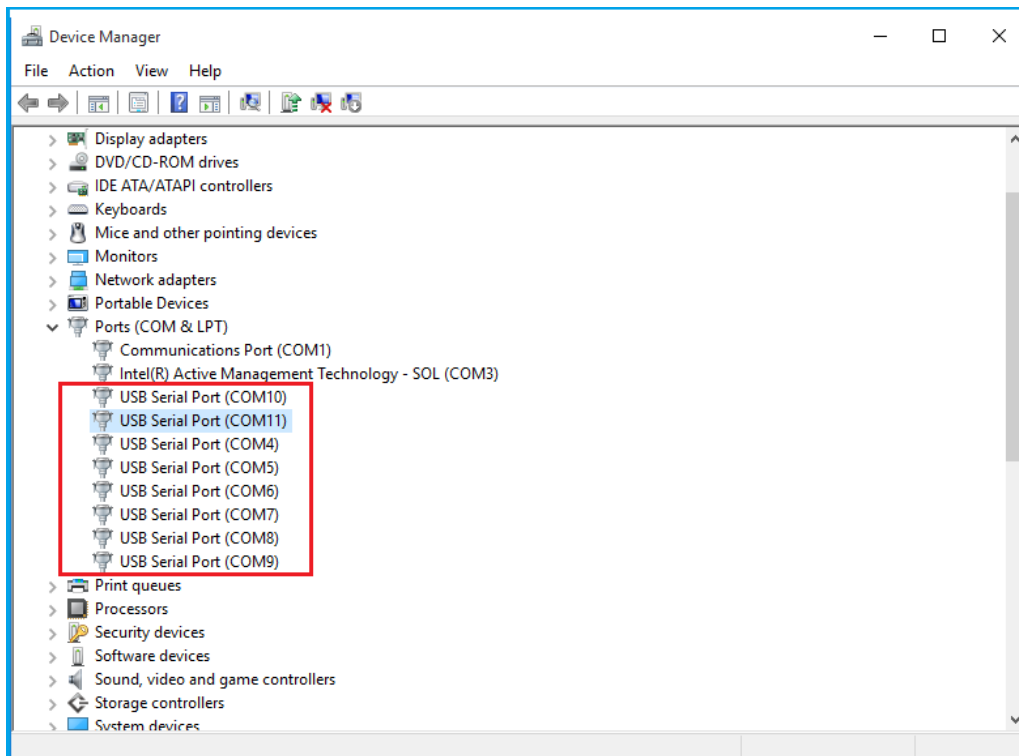 Device Manager
File Action View Help
Display adapters
DVD/CD-ROM drives
IDE ATA/ATAPI controllers
Keyboards
Mice and other pointing devices
Monitors
Network adapters
Portable Devices
Ports (COM & LPT)
Communications Port (COM1)
Intel(R) Active Management Technology - SOL (COM3)
USB Serial Port (COM10)
USB Serial Port (COM11)
USB Serial Port (COM4)
USB Serial Port (COM5)
USB Serial Port (COM6)
USB Serial Port (COM7)
USB Serial Port (COM8)
USB Serial Port (COM9)
Print queues
Processors
Security devices
Software devices
Sound, video and game controllers
Storage controllers
System devices